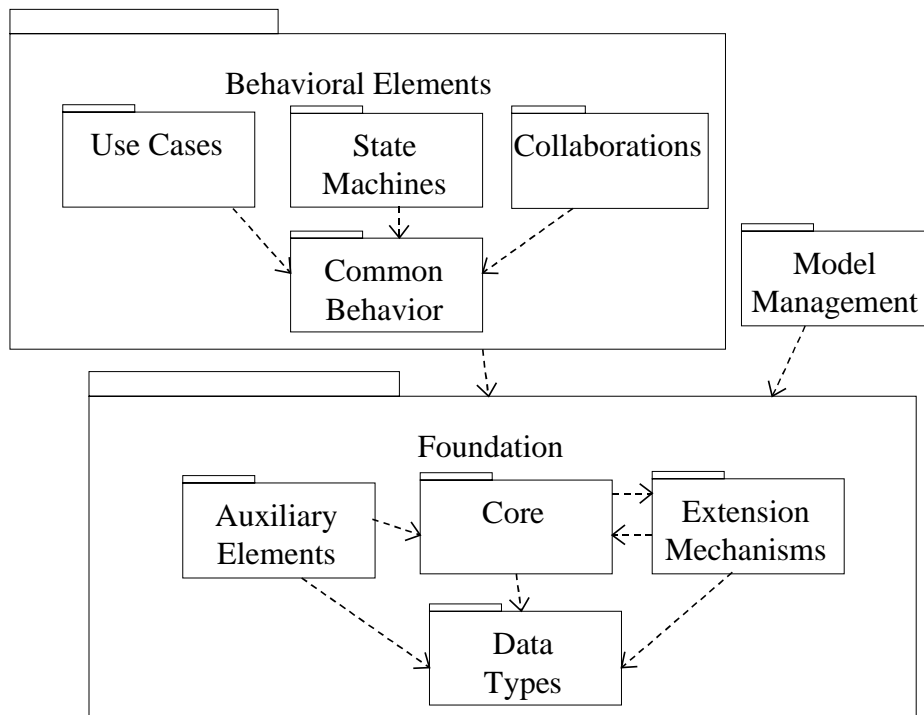 Behavioral Elements
Use Cases
State
Machines
Collaborations
Common
Behavior
Model
Management
Foundation
Auxiliary
Elements
Core
Extension
Mechanisms
Data
Types